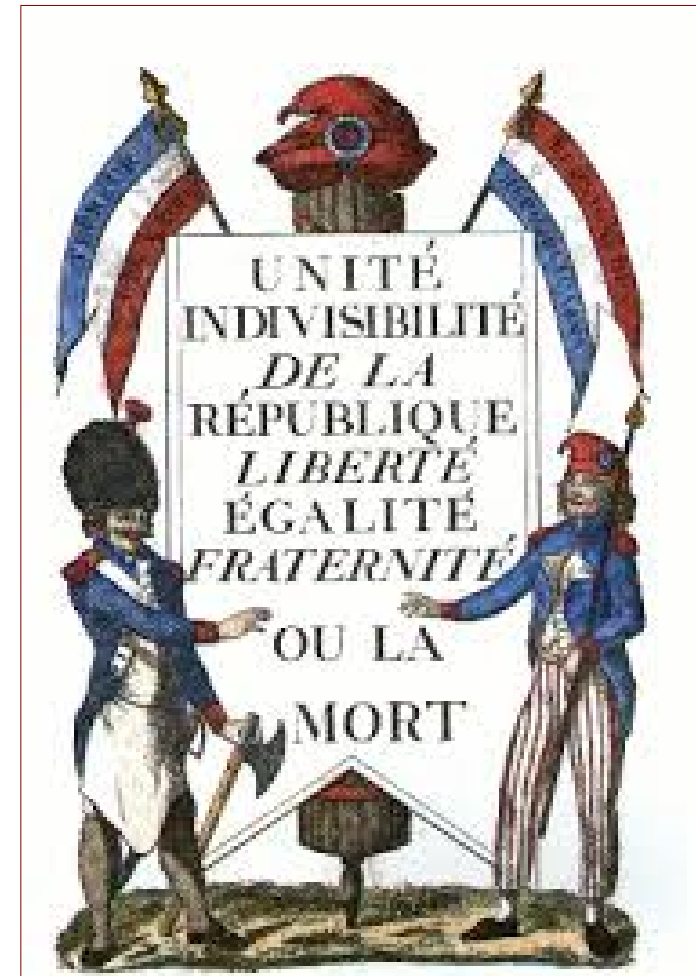 UNITÉ
INDIVISIBILITÉ
DE LA
RÉPUBLIQUE
LIBERTÉ
ÉGALITÉ
FRATERNITÉ
OU LA
MORT